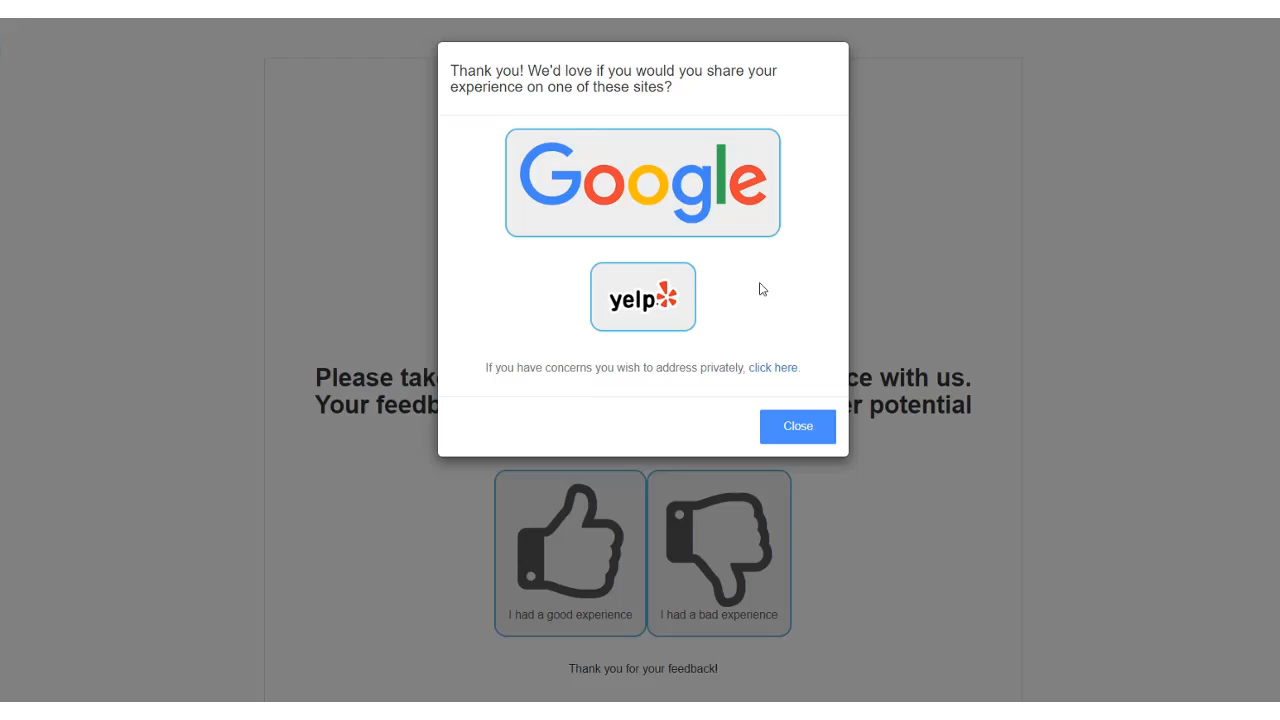 Thank you! We'd love if you would you share your
experience on one of these sites?
Google
yelp
If you have concerns you wish to address privately, click here.
Close
Please take
ce with us.
Your feedb
er potential
I had a good experience
I had a bad experience
Thank you for your feedback!